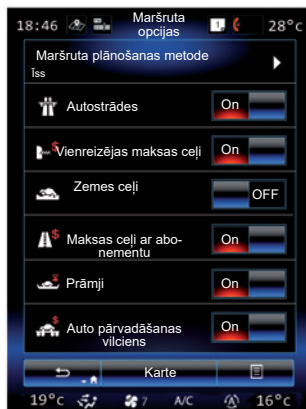 18:46
Maršruta
opcijas
1
28°c
Maršruta plānošanas metode
Īss
Autostrādes
On
$
Vienreizējas maksas ceļi
On
Zemes ceļi
OFF
$
Maksas ceļi ar abo-
nementu
On
Prāmji
On
Auto pārvadāšanas
vilciens
On
Karte
19°c
7
A/C
16°c